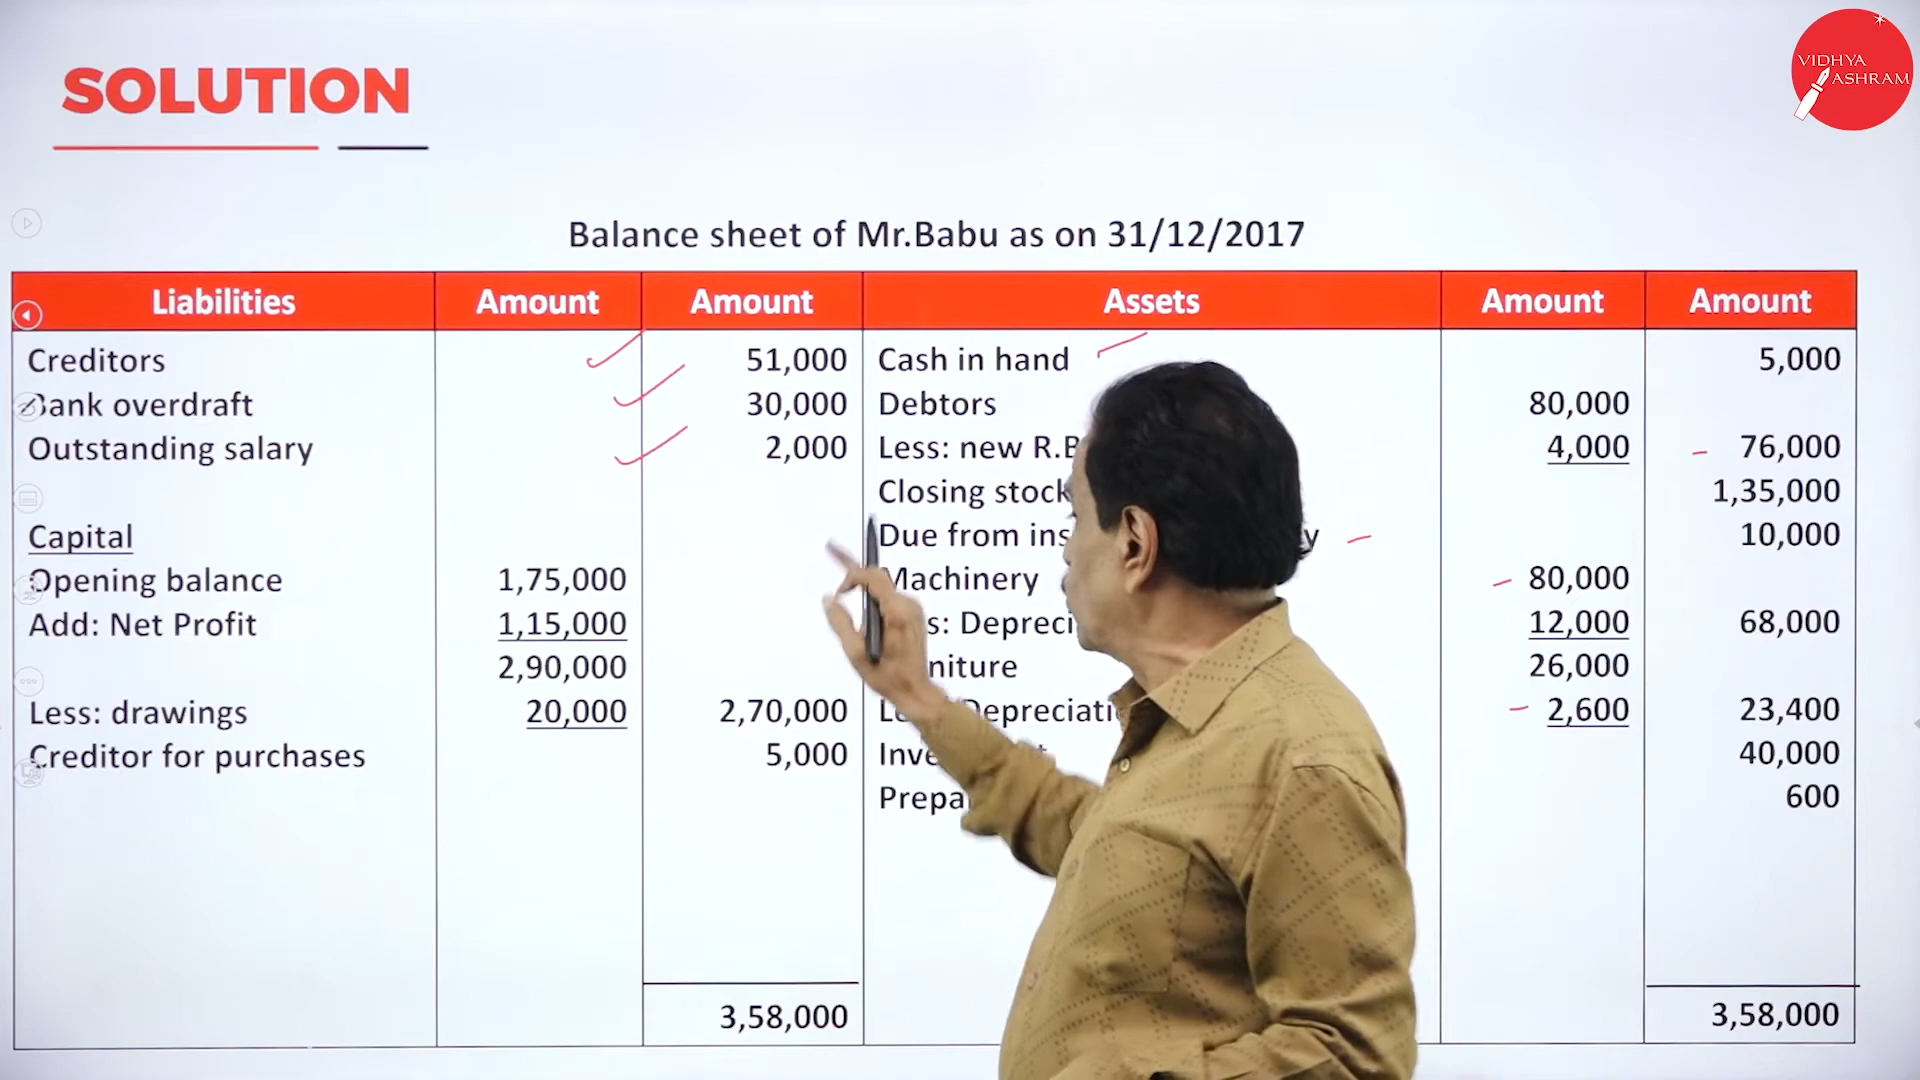 VIDHYA
ASHRAM
SOLUTION
Balance sheet of Mr.Babu as on 31/12/2017
Liabilities Amount Amount Assets Amount Amount
Creditors 51,000 Cash in hand 5,000
Bank overdraft 30,000 Debtors 80,000
Outstanding salary 2,000 Less: new 4,000 76,000
Closing stock 1,35,000
Capital Due from 10,000
Opening balance 1,75,000 Machinery 80,000
Add: Net Profit 1,15,000 12,000 68,000
2,90,000 26,000
Less: drawings 20,000 2,70,000 2,600 23,400
Creditor for purchases 5,000 40,000
600
3,58,000 3,58,000